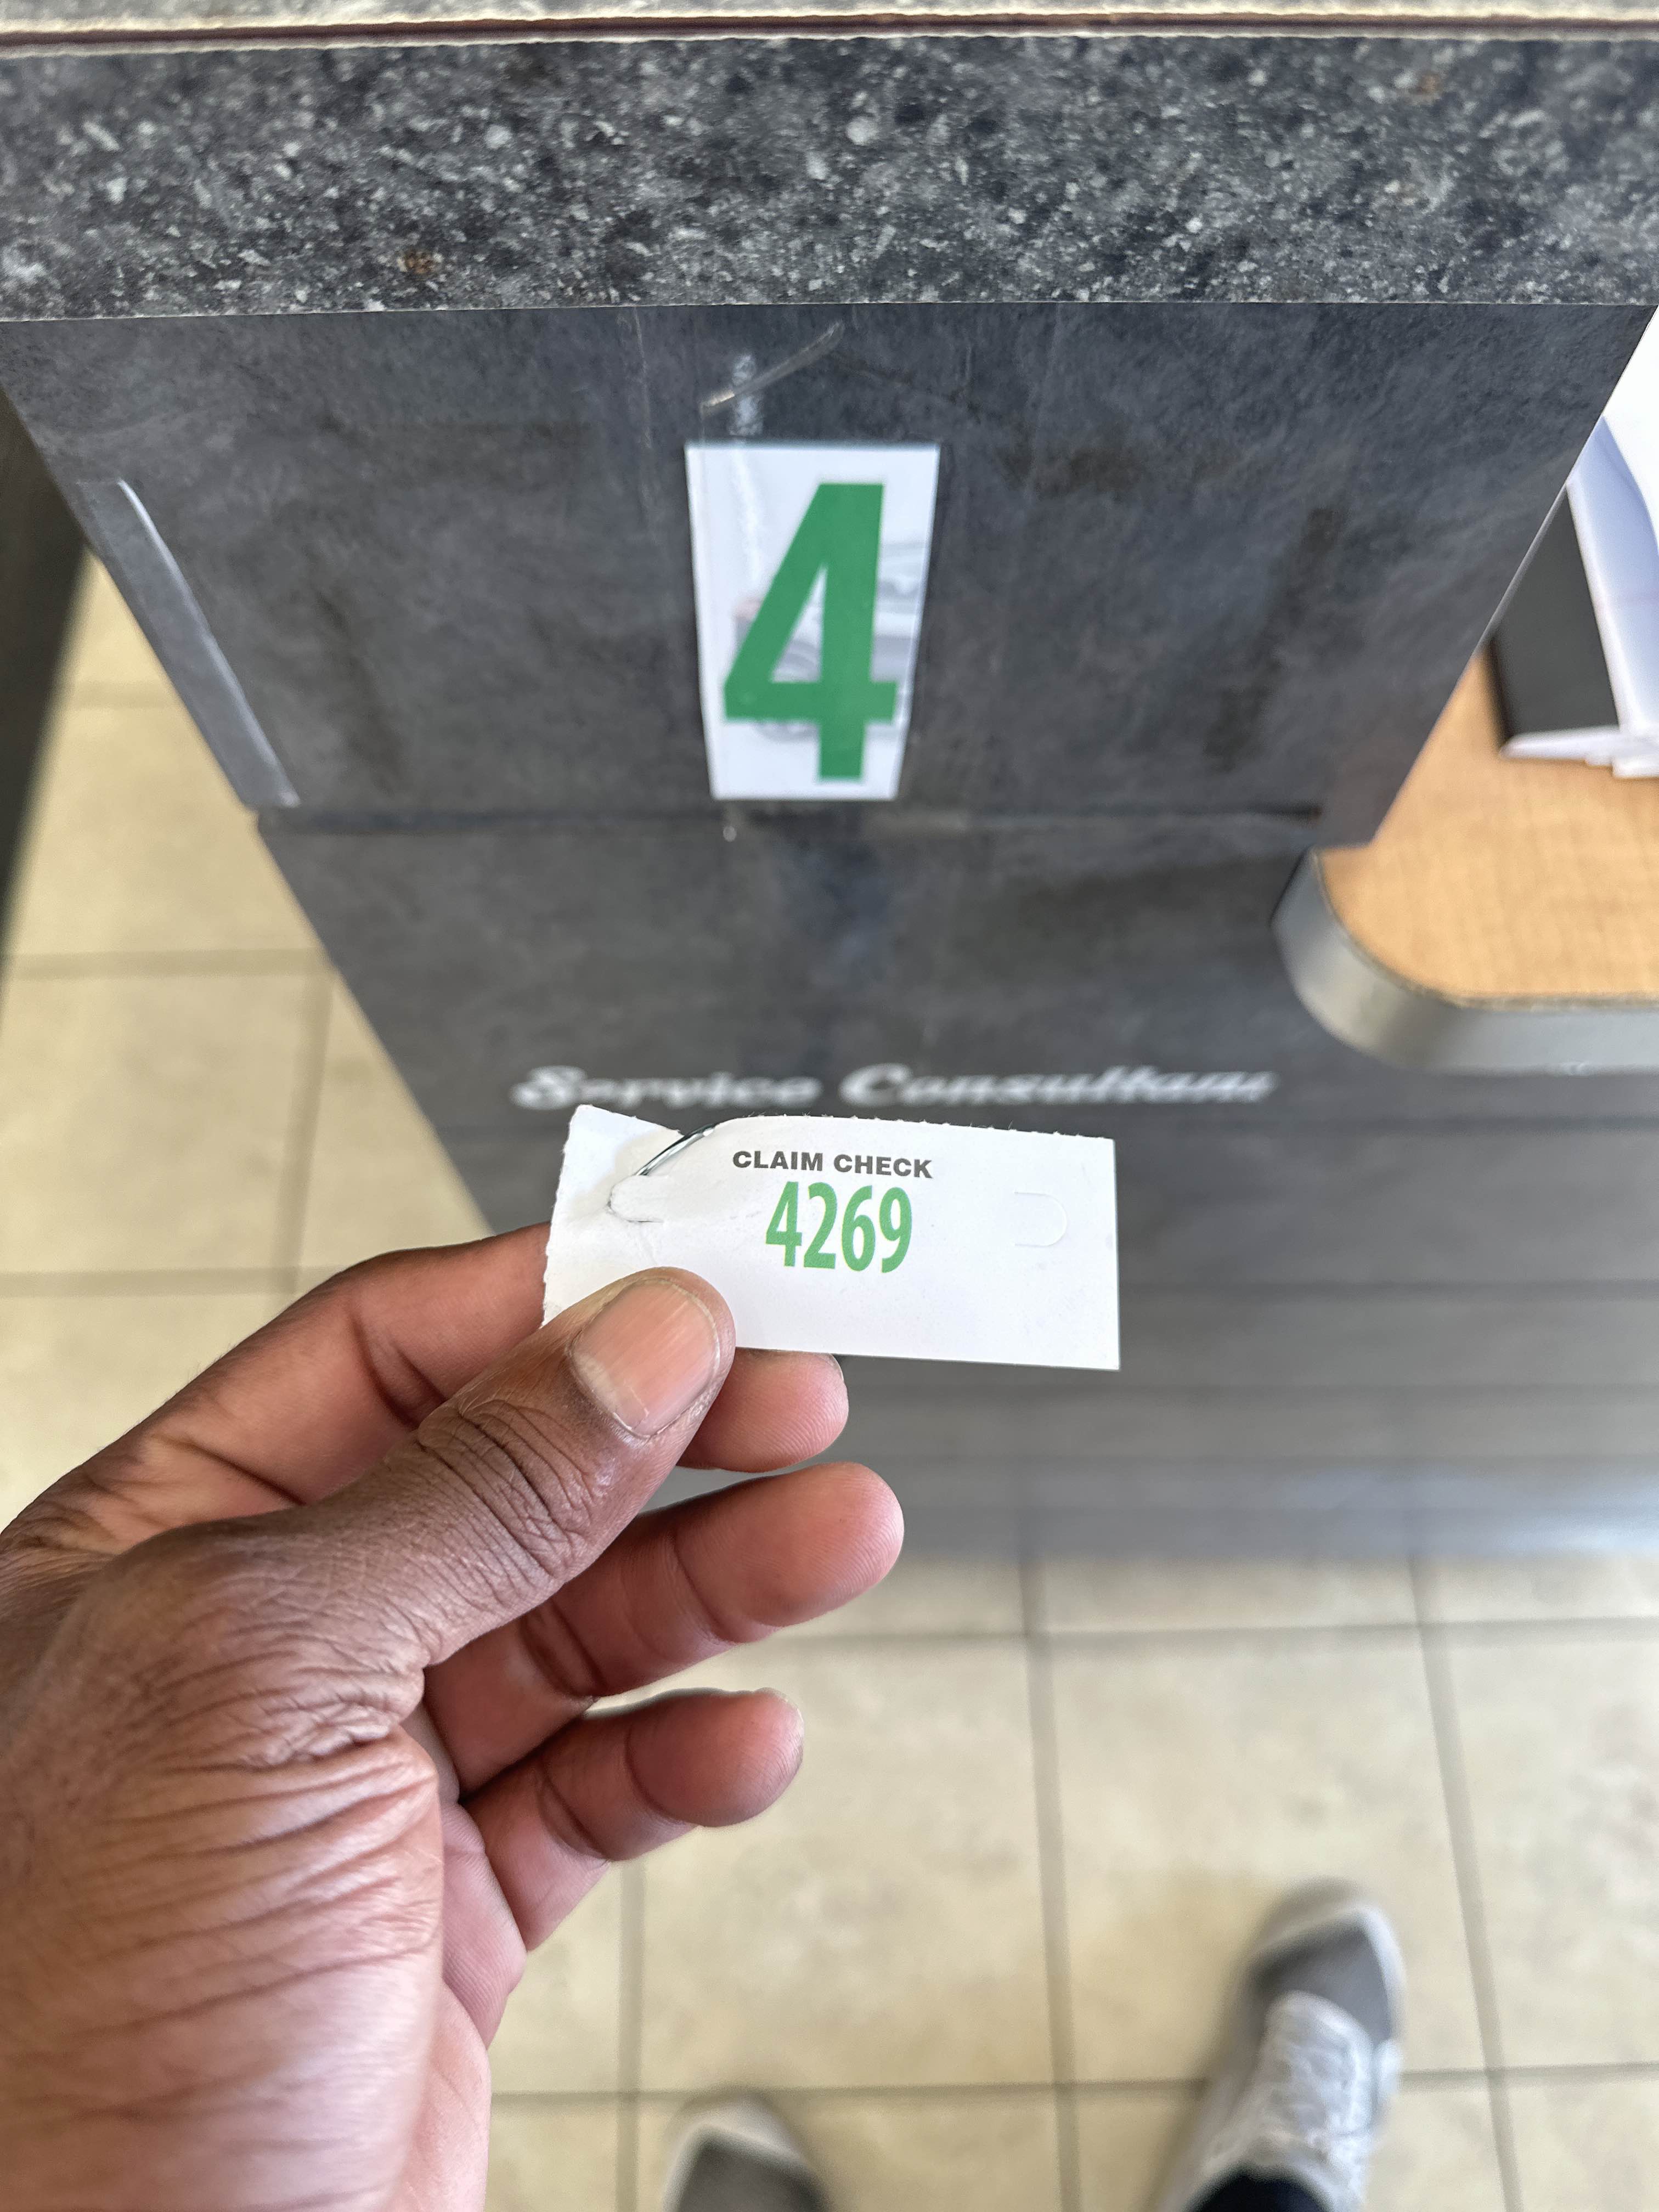 4
Service Consultant
CLAIM CHECK
4269